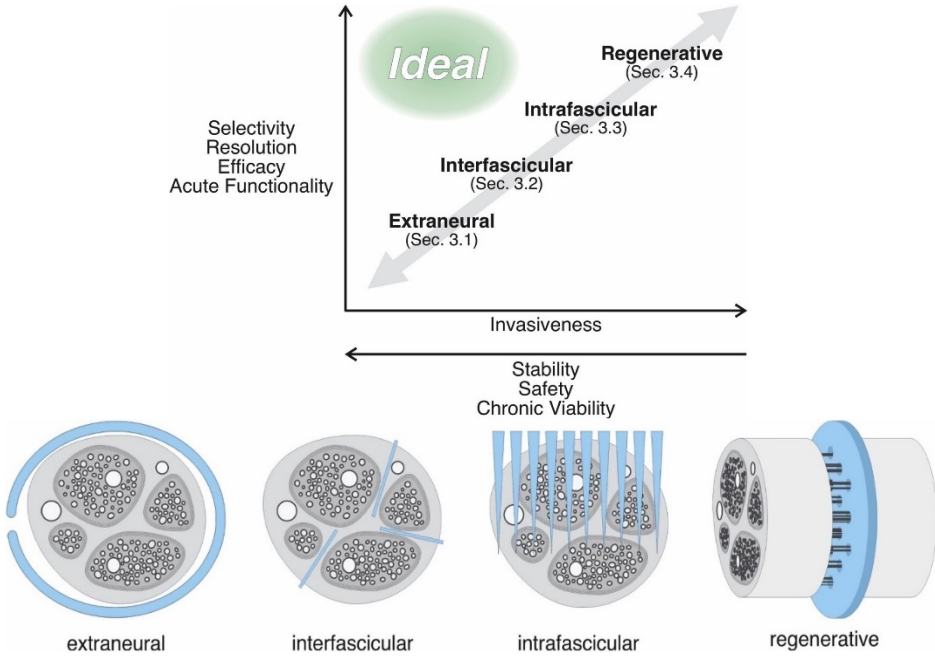 Ideal
Regenerative
(Sec. 3.4)
Intrafascicular
(Sec. 3.3)
Interfascicular
(Sec. 3.2)
Extraneural
(Sec. 3.1)
Selectivity
Resolution
Efficacy
Acute Functionality
Invasiveness
Stability
Safety
Chronic Viability
extraneural
interfascicular
intrafascicular
regenerative